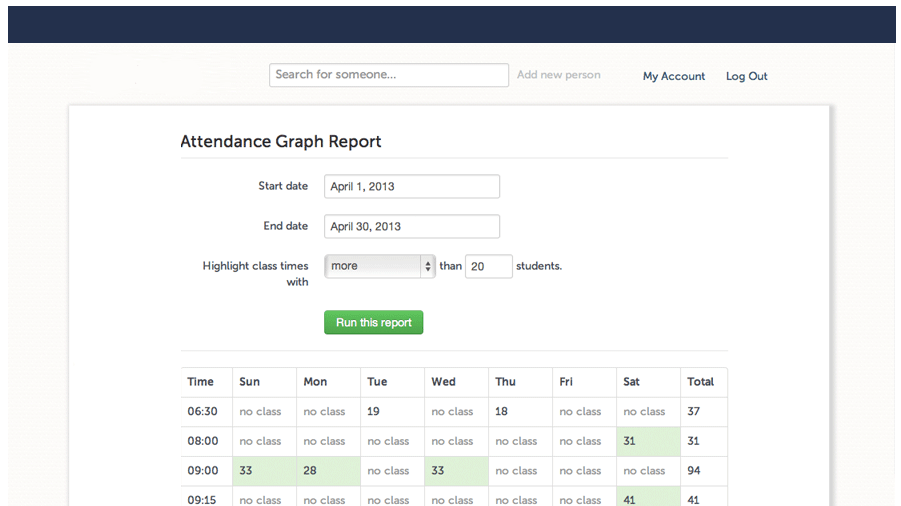 Search for someone... Add new person My Account Log Out
Attendance Graph Report
Start date April 1, 2013
End date April 30, 2013
Highlight class times more than 20 students.
with
Run this report
Time Sun Mon Tue Wed Thu Fri Sat Total
06:30 no class no class 19 no class 18 no class no class 37
08:00 no class no class no class no class no class no class 31 31
09:00 33 28 no class 33 no class no class no class 94
09:15 no class no class no class no class no class no class 41 41